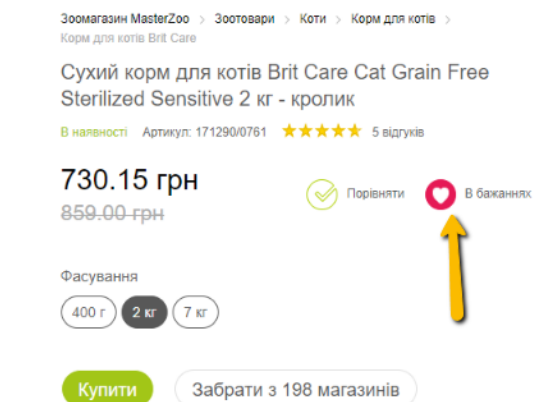 Зоомагазин MasterZoo > Зоотовари > Коти > Корм для котів >
Корм для котів Brit Care
Сухий корм для котів Brit Care Cat Grain Free
Sterilized Sensitive 2 кг - кролик
В наявності Артикул: 171290/0761 5 відгуків
730.15 грн
859.00 грн
Порівняти В бажаннях
Фасування
400 г 2 кг 7 кг
Купити Забрати з 198 магазинів